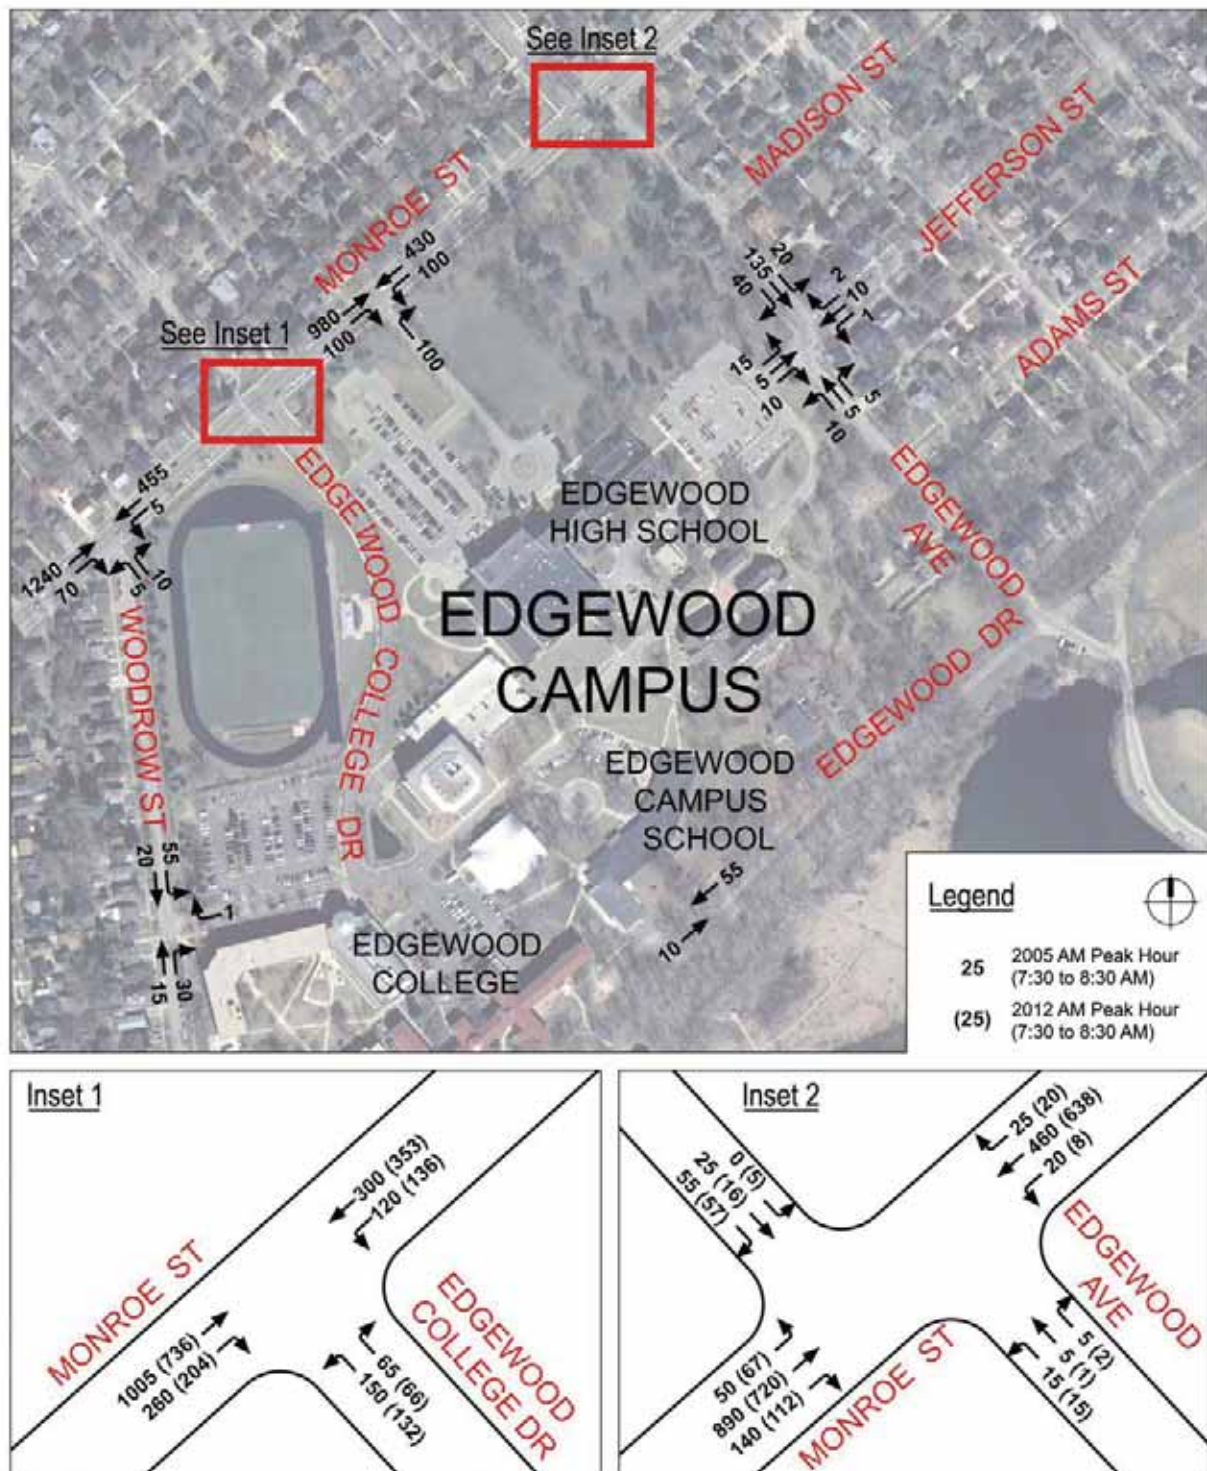 See Inset 2
MADISON ST
JEFFERSON ST
ADAMS ST
MONROE ST
430
100
980
100
100
See Inset 1
20
135
40
2
10
1
15
5
10
5
5
10
455
5
1240
70
5
10
EDGEWOOD
COLLEGE
DR
WOODROW ST
EDGEWOOD
HIGH SCHOOL
EDGEWOOD
AVE
EDGEWOOD
CAMPUS
EDGEWOOD DR
EDGEWOOD
CAMPUS
SCHOOL
55
20
1
15
30
55
10
EDGEWOOD
COLLEGE
Legend
25 2005 AM Peak Hour
(7:30 to 8:30 AM)
(25) 2012 AM Peak Hour
(7:30 to 8:30 AM)
Inset 1
300 (353)
120 (136)
MONROE ST
1005 (736)
260 (204)
65 (66)
150 (132)
EDGEWOOD
COLLEGE DR
Inset 2
0 (5)
25 (16)
55 (57)
25 (20)
460 (638)
20 (8)
EDGEWOOD
AVE
50 (67)
890 (720)
140 (112)
MONROE ST
5 (2)
5 (1)
15 (15)